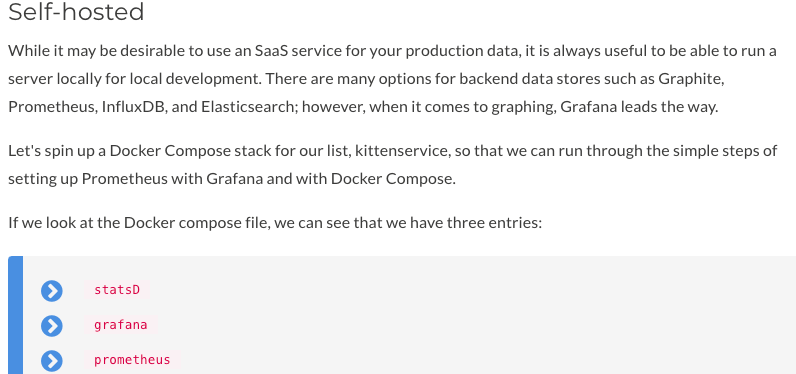 Self-hosted
While it may be desirable to use an SaaS service for your production data, it is always useful to be able to run a
server locally for local development. There are many options for backend data stores such as Graphite,
Prometheus, InfluxDB, and Elasticsearch; however, when it comes to graphing, Grafana leads the way.
Let's spin up a Docker Compose stack for our list, kittenservice, so that we can run through the simple steps of
setting up Prometheus with Grafana and with Docker Compose.
If we look at the Docker compose file, we can see that we have three entries:
statsD
grafana
prometheus